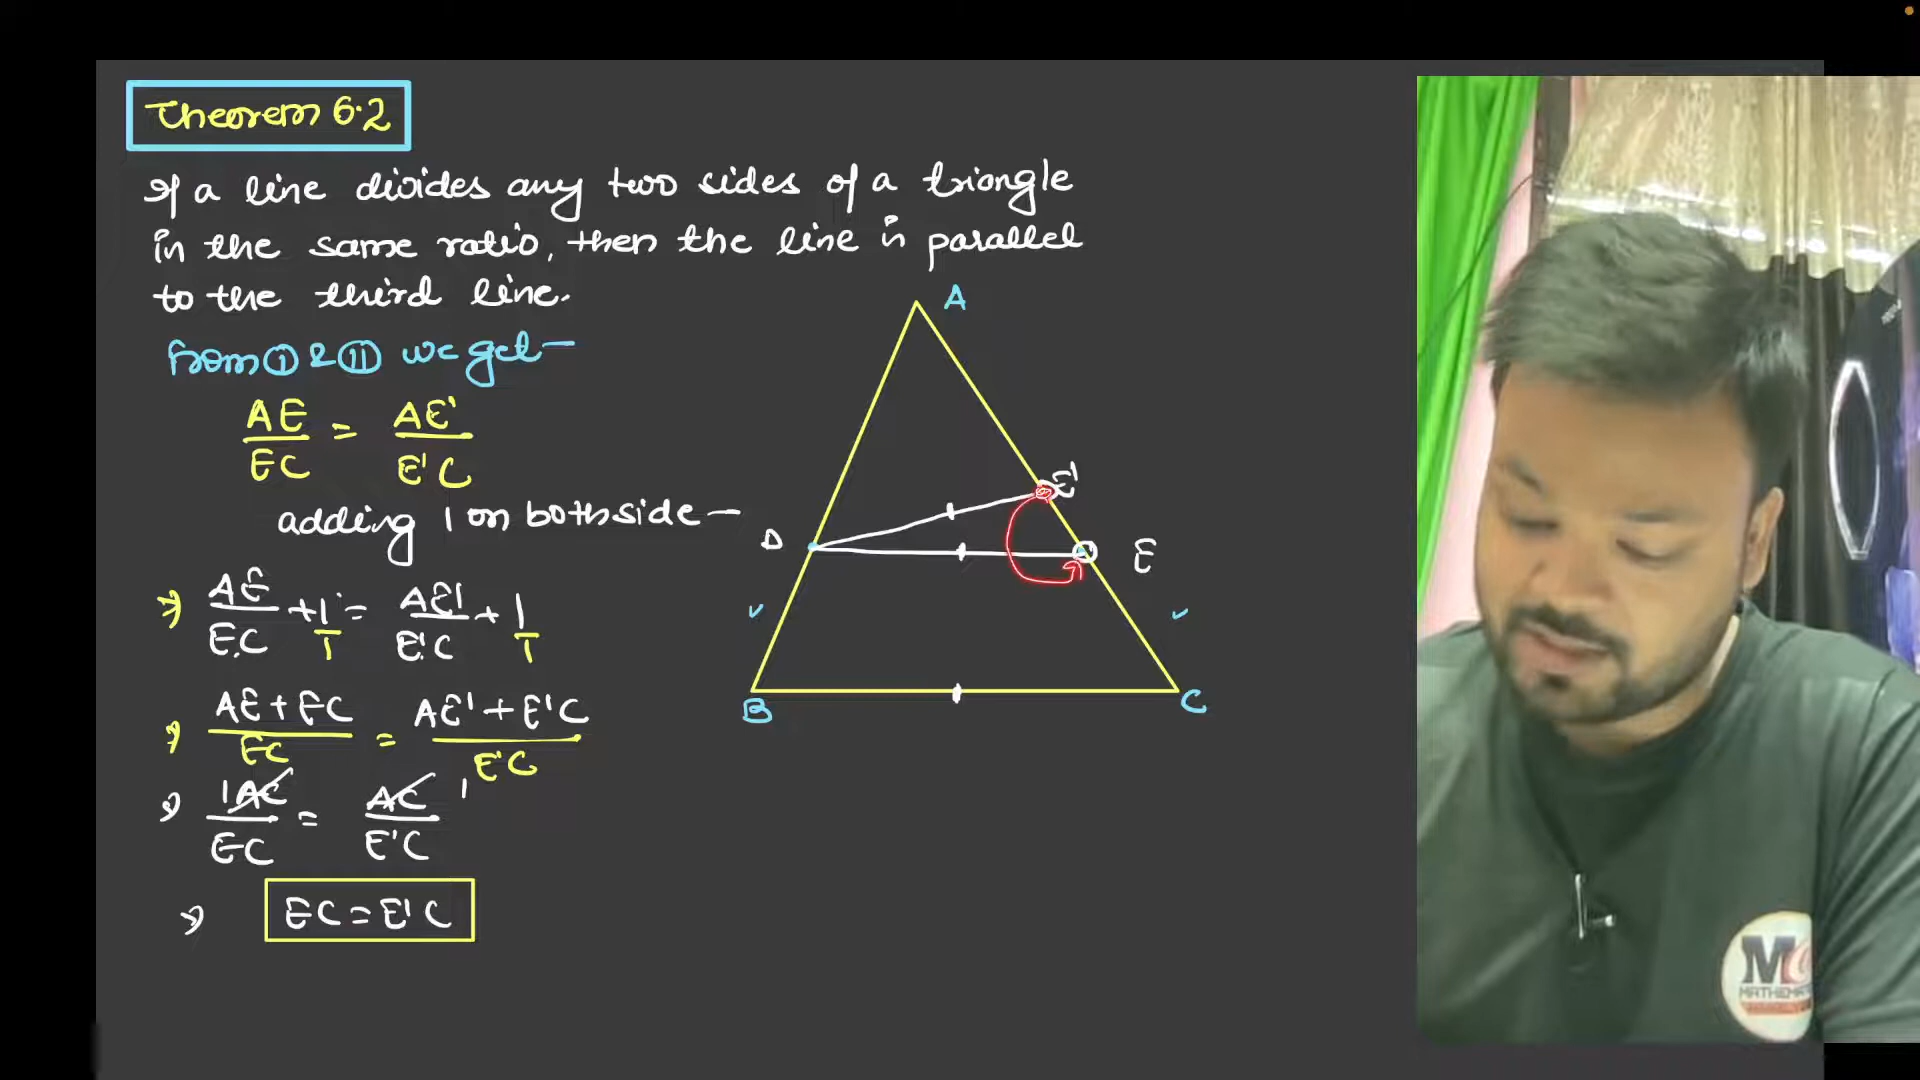 Theorem 6.2
If a line divides any two sides of a triangle
in the same ratio, then the line is parallel
to the third line.
from (i) & (ii) we get —
AE/EC = AE'/E'C
adding 1 on both side —
⇒ AE/EC + 1/1 = AE'/E'C + 1/1
⇒ (AE + EC)/EC = (AE' + E'C)/E'C
⇒ 1 AC/EC = AC/E'C 1
⇒ EC = E'C
A
E'
D
E
B
C